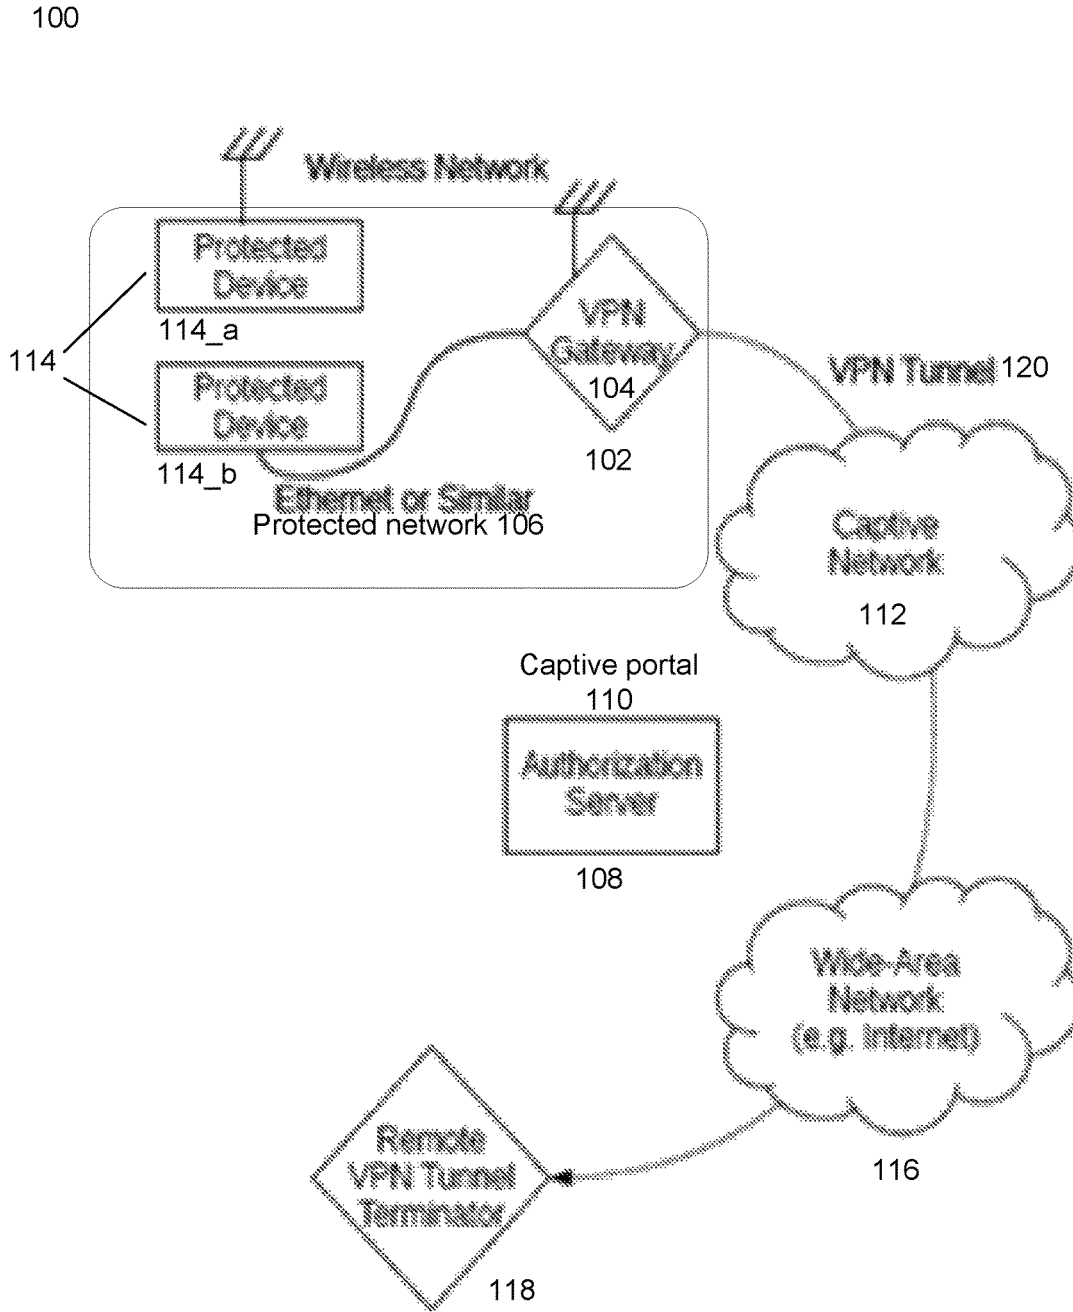 100
Wireless Network
Protected
Device
114_a
114
Protected
Device
114_b
VPN
Gateway
104
102
VPN Tunnel 120
Ethernet or Similar
Protected network 106
Captive
Network
112
Captive portal
110
Authorization
Server
108
Wide-Area
Network
(e.g. Internet)
116
Remote
VPN Tunnel
Terminator
118